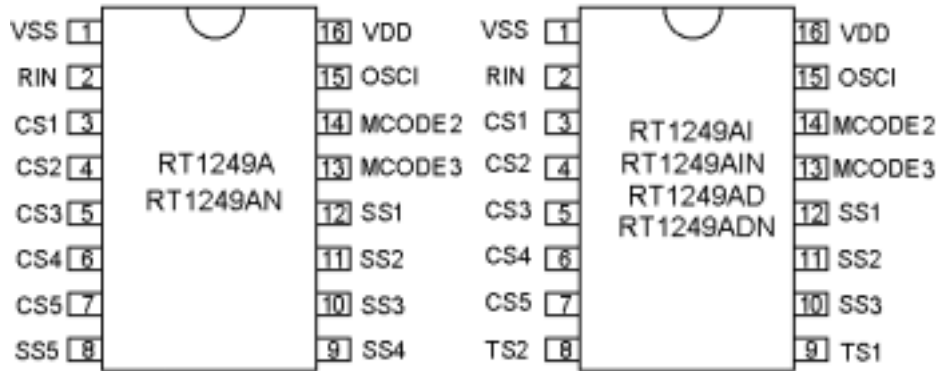 VSS 1 16 VDD VSS 1 16 VDD
RIN 2 15 OSCI RIN 2 15 OSCI
CS1 3 14 MCODE2 CS1 3 14 MCODE2
CS2 4 RT1249A 13 MCODE3 CS2 4 RT1249AI 13 MCODE3
RT1249AN RT1249AIN
CS3 5 12 SS1 CS3 5 RT1249AD 12 SS1
RT1249ADN
CS4 6 11 SS2 CS4 6 11 SS2
CS5 7 10 SS3 CS5 7 10 SS3
SS5 8 9 SS4 TS2 8 9 TS1